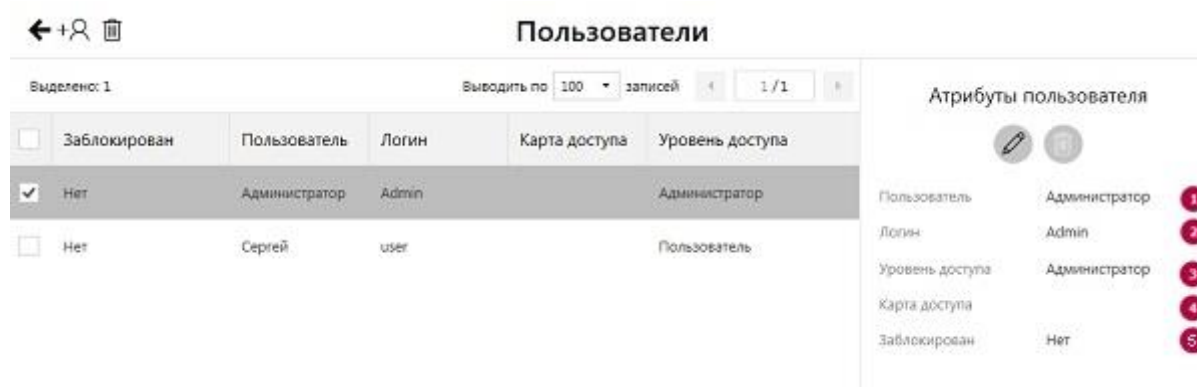 Пользователи
Выделено: 1
Выводить по 100 записей 1/1
Заблокирован Пользователь Логин Карта доступа Уровень доступа
Нет Администратор Admin Администратор
Нет Сергей user Пользователь
Атрибуты пользователя
Пользователь Администратор 1
Логин Admin 2
Уровень доступа Администратор 3
Карта доступа 4
Заблокирован Нет 5